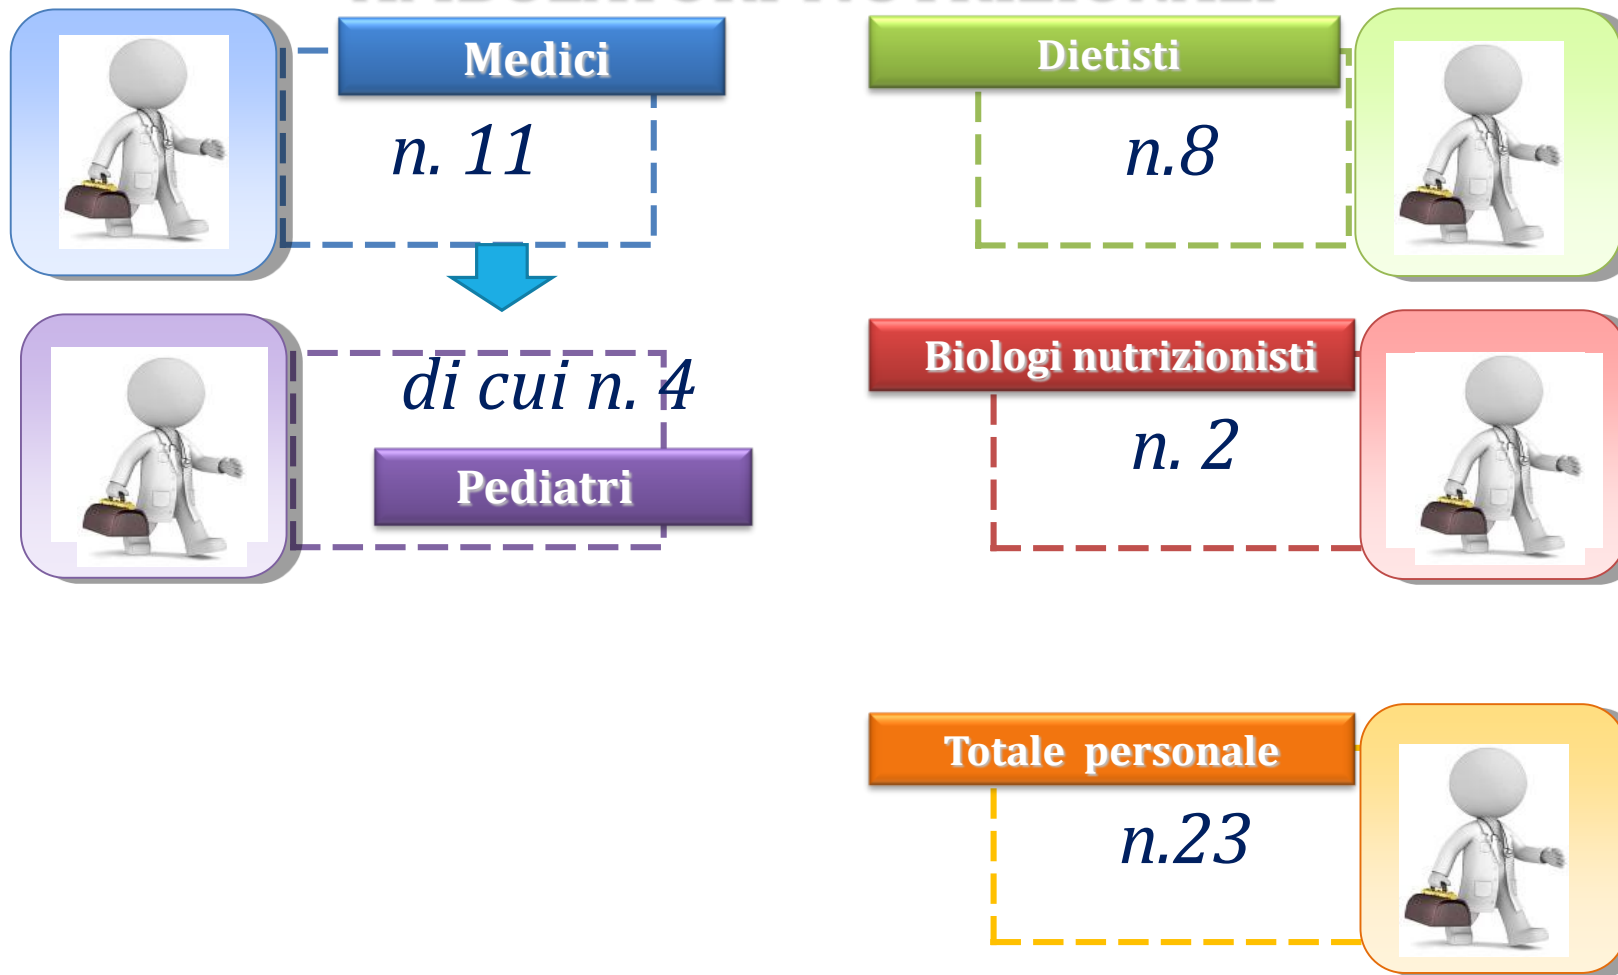 Medici
n. 11
di cui n. 4
Pediatri
Dietisti
n.8
Biologi nutrizionisti
n. 2
Totale personale
n.23